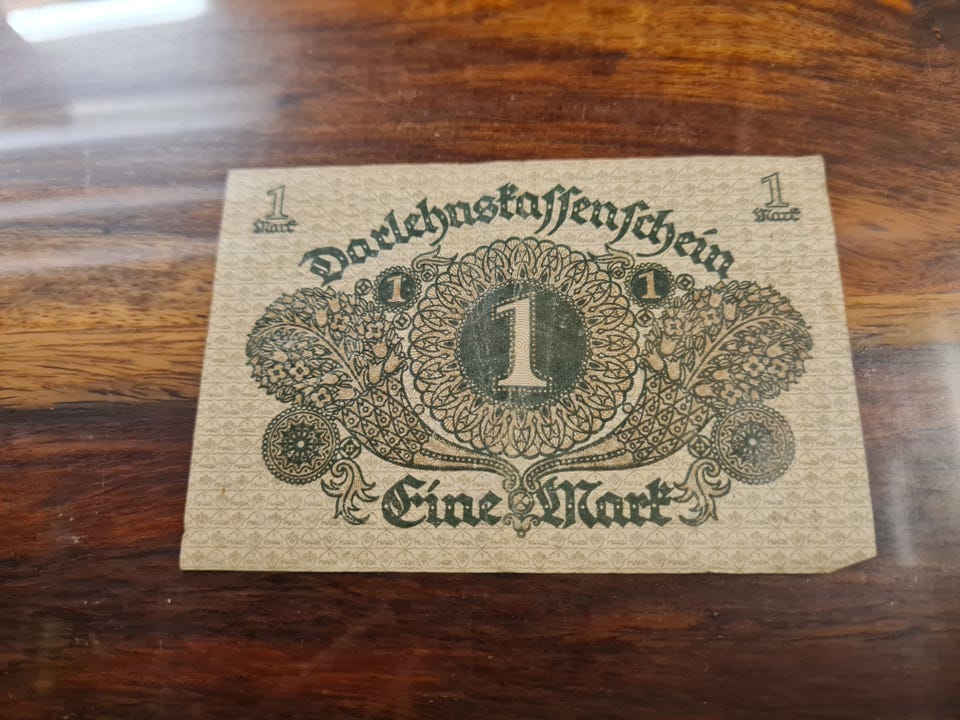 1 1
Mark Mark
Darlehnskassenschein
1 1
1
Eine Mark